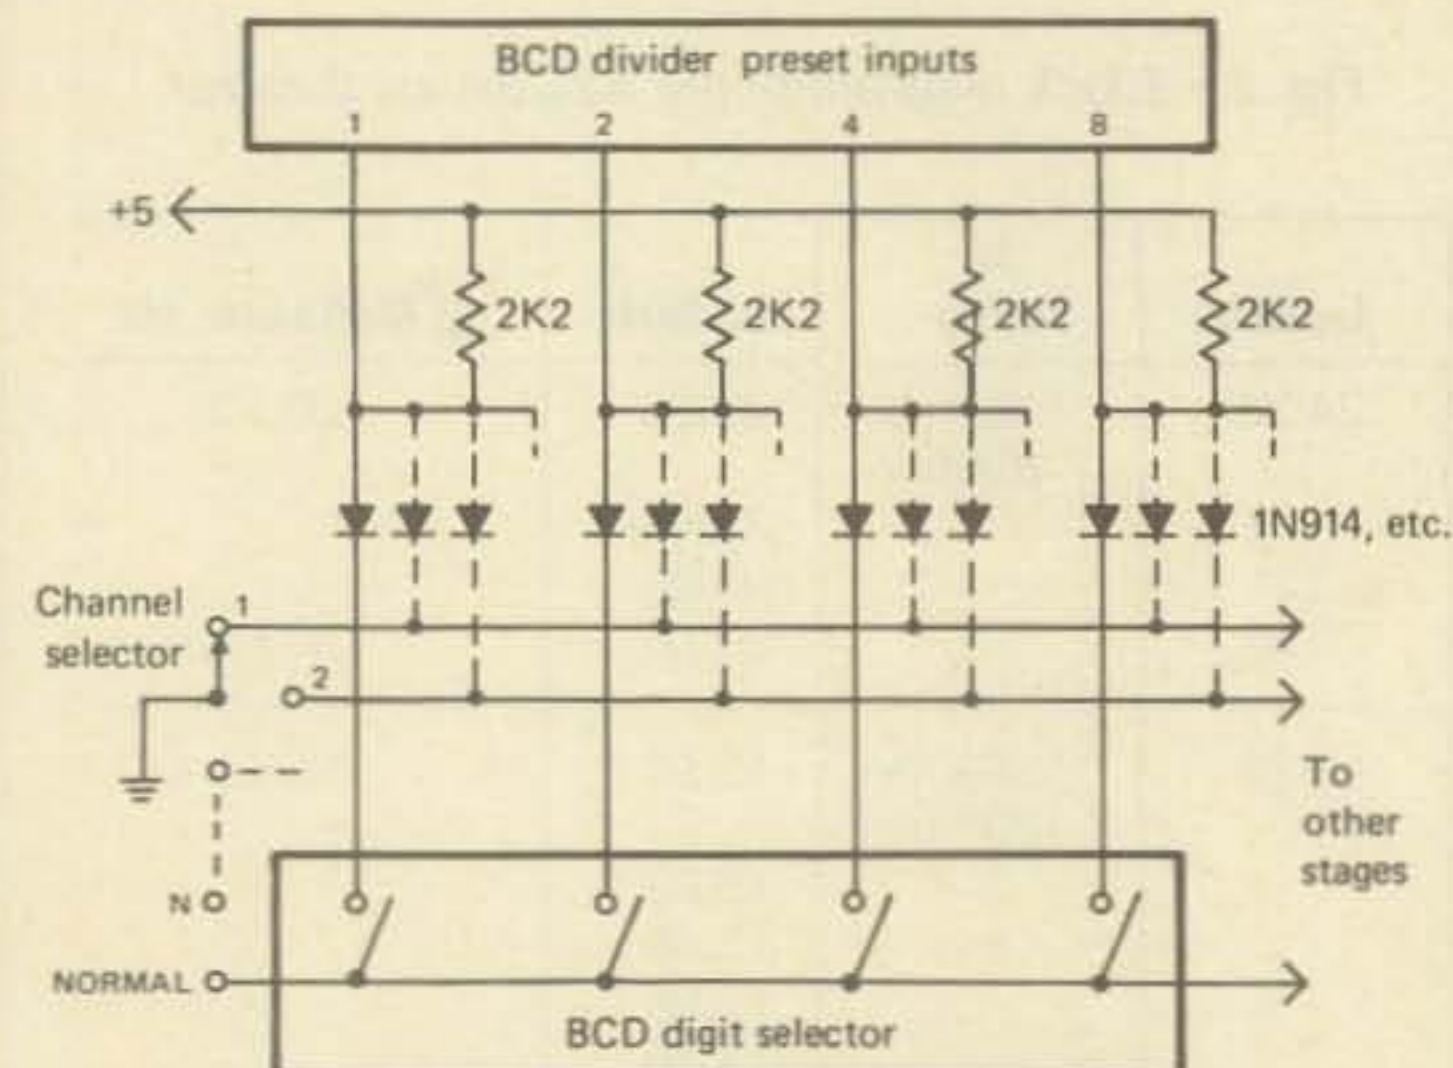 BCD divider preset inputs
1 2 4 8
+5
2K2 2K2 2K2 2K2
1N914, etc.
Channel
selector
1
2
To
other
stages
N
NORMAL
BCD digit selector